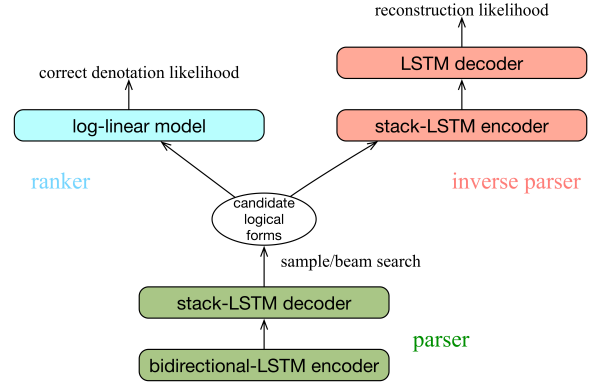 reconstruction likelihood
LSTM decoder
correct denotation likelihood
log-linear model
stack-LSTM encoder
ranker
inverse parser
candidate
logical
forms
sample/beam search
stack-LSTM decoder
parser
bidirectional-LSTM encoder